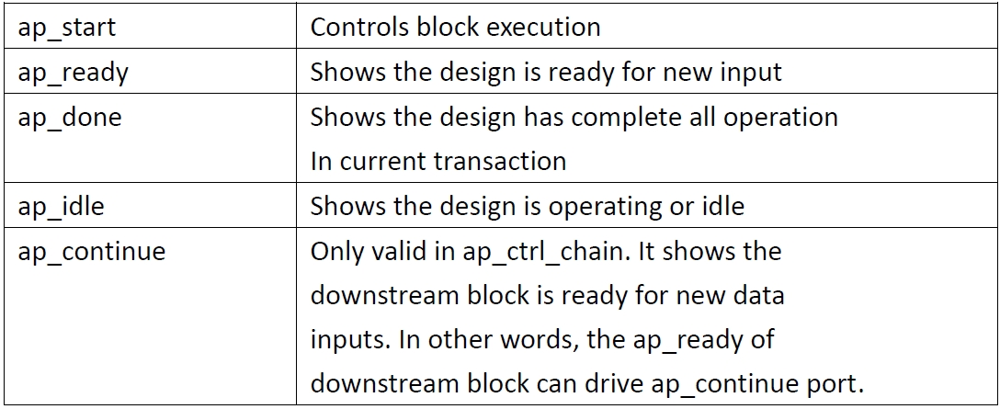 ap_start Controls block execution
ap_ready Shows the design is ready for new input
ap_done Shows the design has complete all operation
In current transaction
ap_idle Shows the design is operating or idle
ap_continue Only valid in ap_ctrl_chain. It shows the
downstream block is ready for new data
inputs. In other words, the ap_ready of
downstream block can drive ap_continue port.